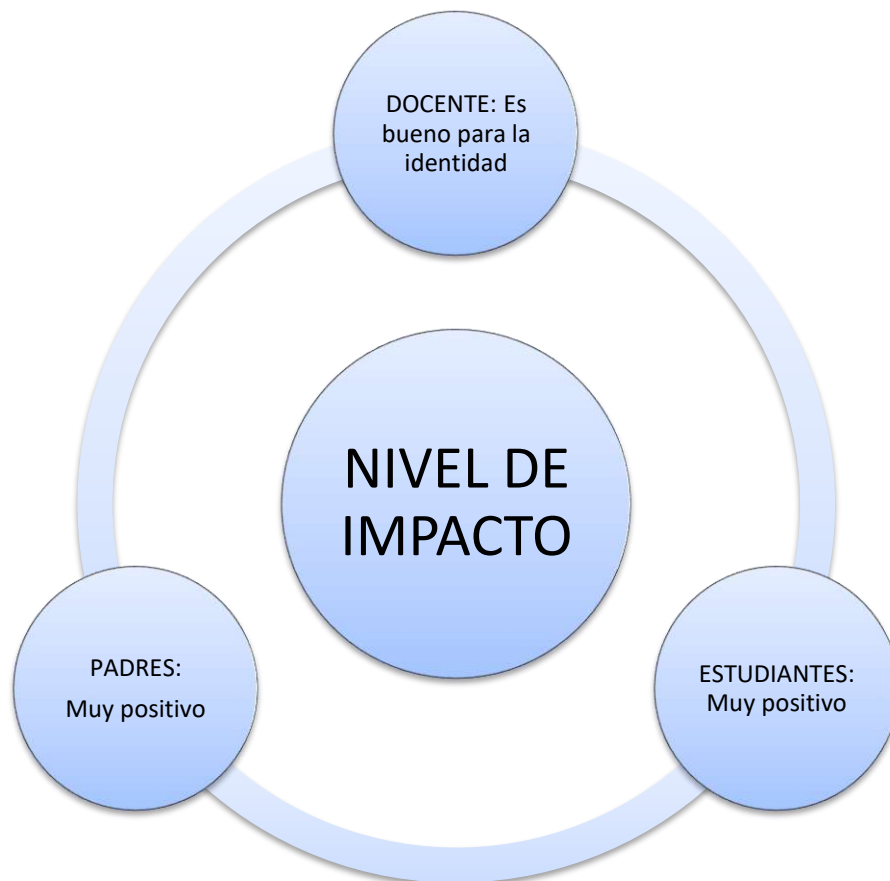 DOCENTE: Es
bueno para la
identidad
NIVEL DE
IMPACTO
PADRES:
Muy positivo
ESTUDIANTES:
Muy positivo